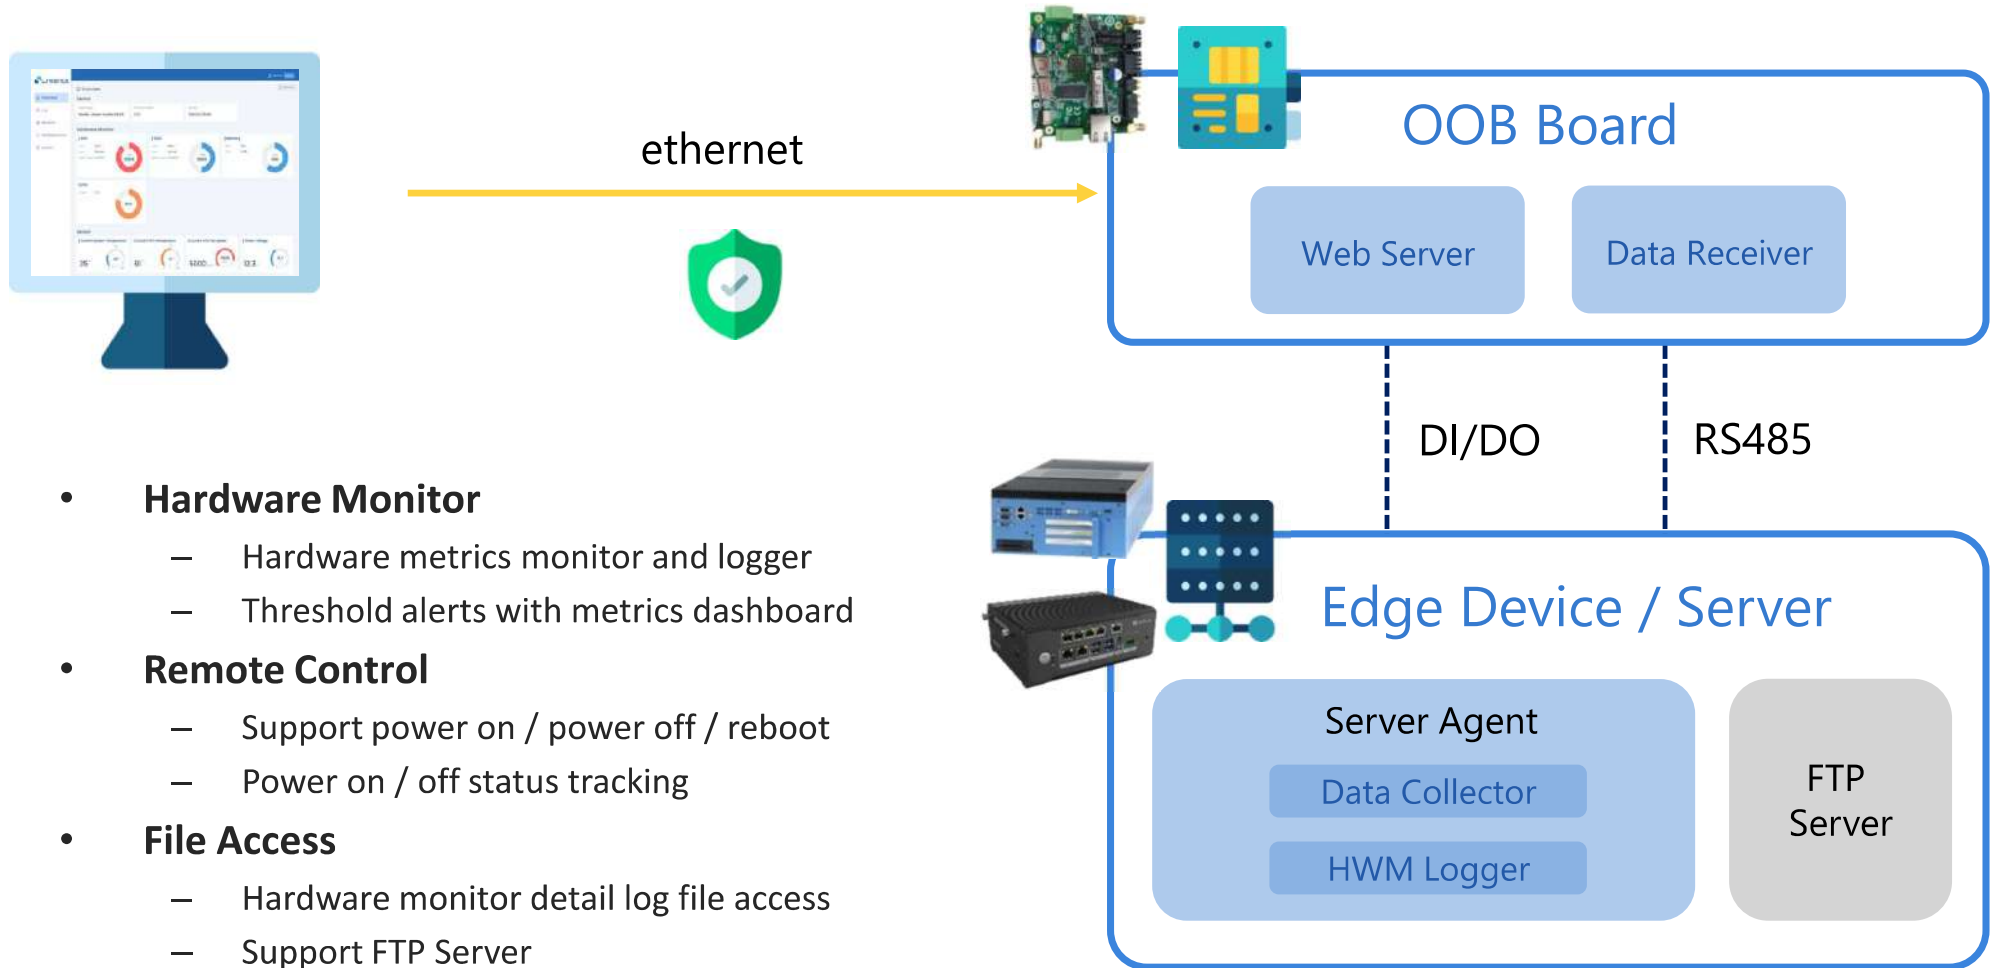 ethernet
OOB Board
Web Server
Data Receiver
DI/DO
RS485
• Hardware Monitor
– Hardware metrics monitor and logger
– Threshold alerts with metrics dashboard
• Remote Control
– Support power on / power off / reboot
– Power on / off status tracking
• File Access
– Hardware monitor detail log file access
– Support FTP Server
Edge Device / Server
Server Agent
Data Collector
HWM Logger
FTP
Server